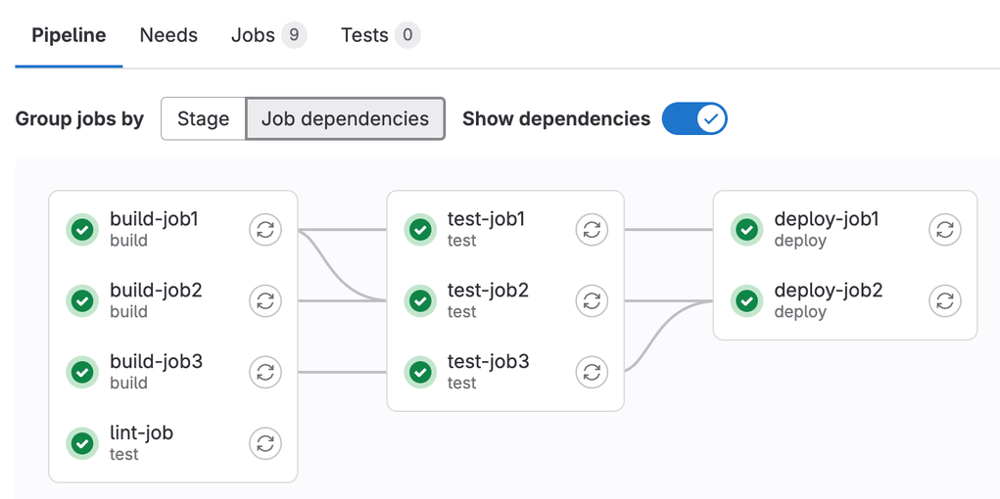 Pipeline Needs Jobs 9 Tests 0
Group jobs by Stage Job dependencies Show dependencies
build-job1
build
build-job2
build
build-job3
build
lint-job
test
test-job1
test
test-job2
test
test-job3
test
deploy-job1
deploy
deploy-job2
deploy